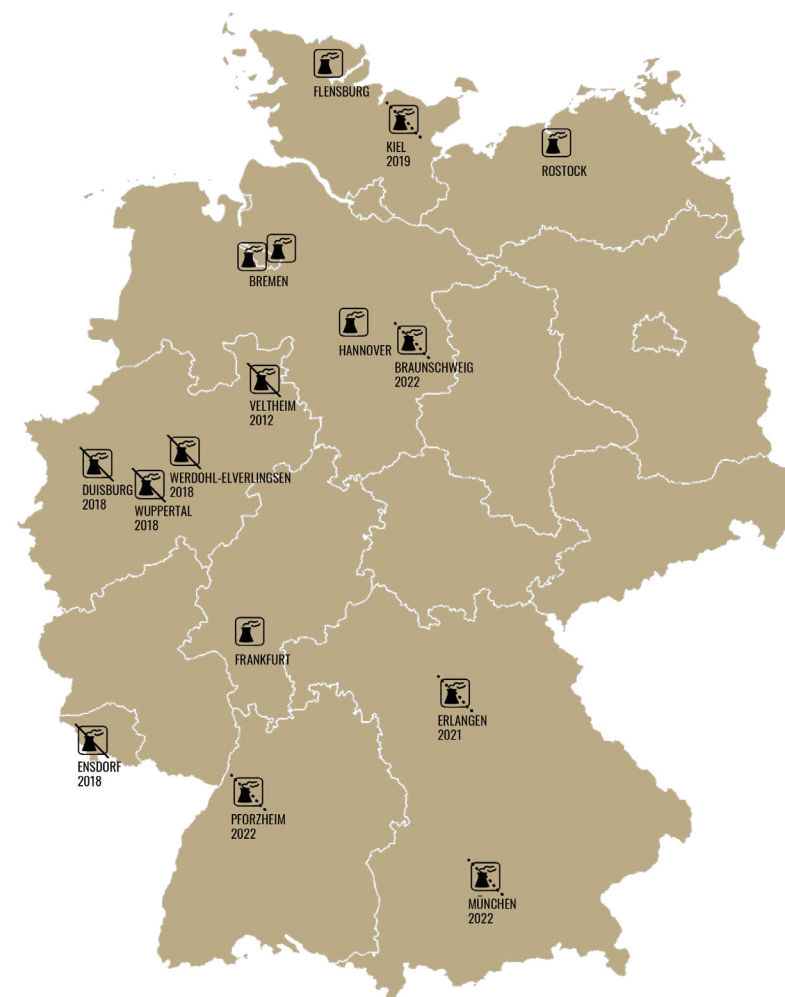 FLENSBURG
KIEL
2019
ROSTOCK
BREMEN
HANNOVER
BRAUNSCHWEIG
2022
VELTHEIM
2012
WERDOHL-ELVERLINGSEN
2018
DUISBURG
2018
WUPPERTAL
2018
FRANKFURT
ERLANGEN
2021
ENSDORF
2018
PFORZHEIM
2022
MÜNCHEN
2022